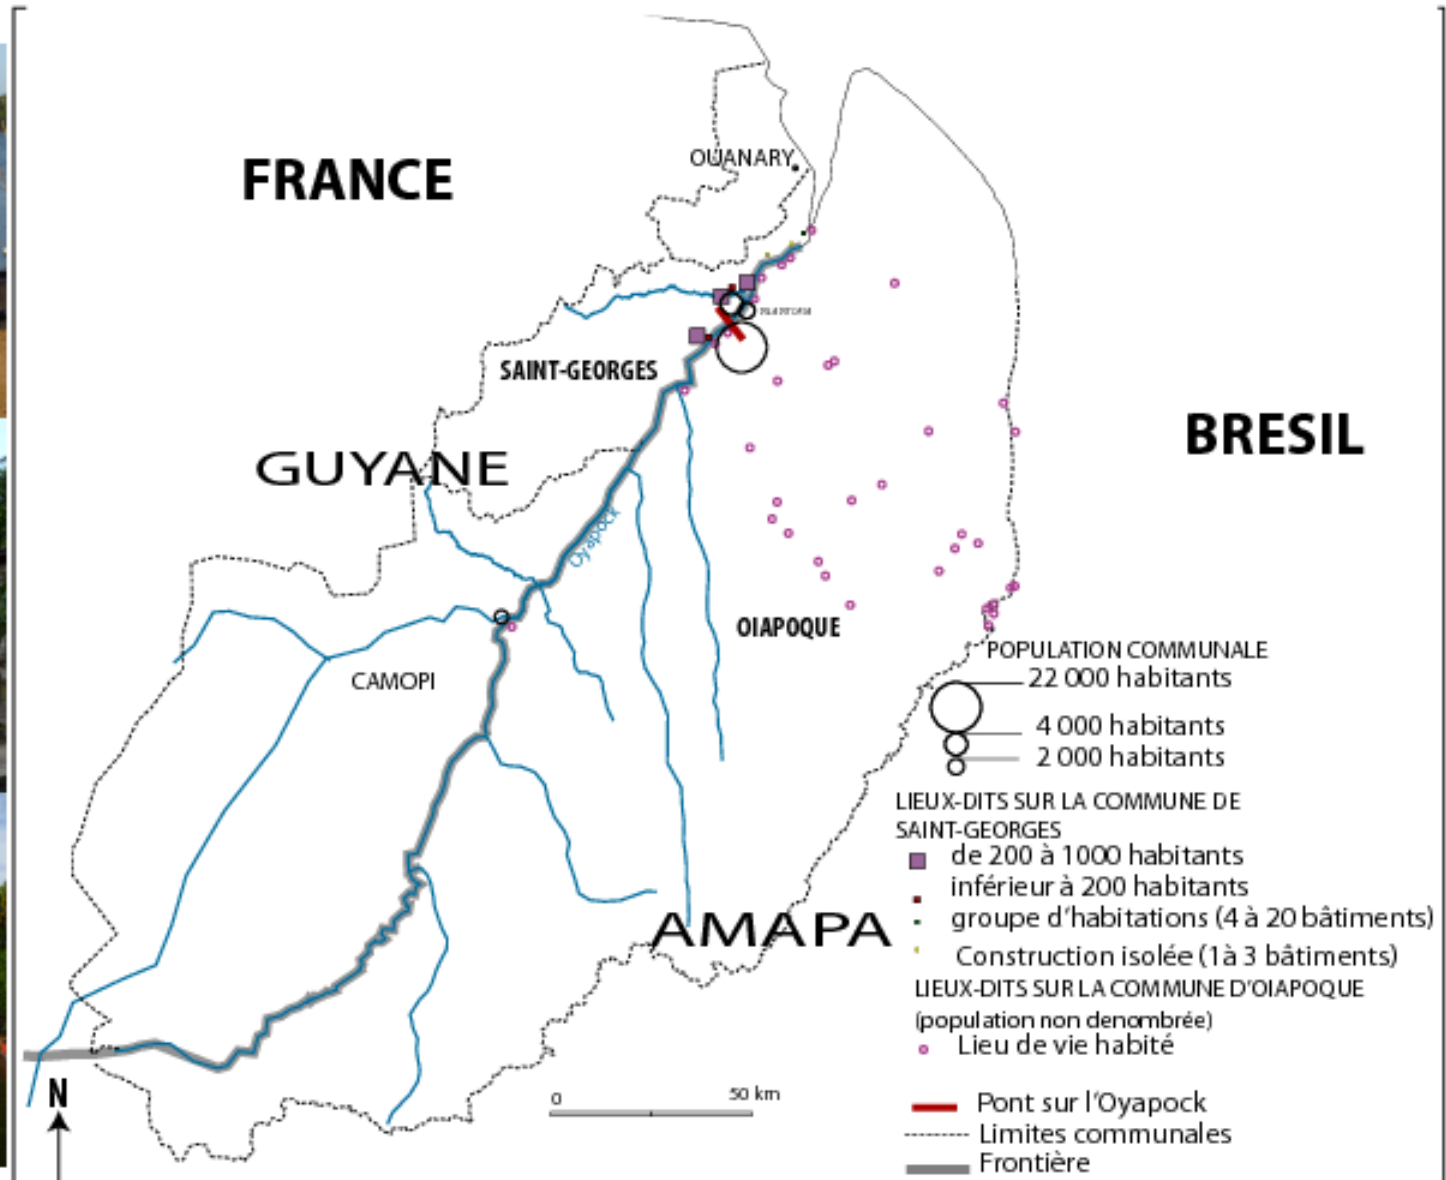 OUANARY
FRANCE
SAINT-GEORGES
GUYANE
BRESIL
Oyapock
OIAPOQUE
CAMOPI
AMAPA
POPULATION COMMUNALE
22 000 habitants
4 000 habitants
2 000 habitants
LIEUX-DITS SUR LA COMMUNE DE
SAINT-GEORGES
de 200 à 1000 habitants
inférieur à 200 habitants
groupe d'habitations (4 à 20 bâtiments)
Construction isolée (1à 3 bâtiments)
LIEUX-DITS SUR LA COMMUNE D'OIAPOQUE
(population non denombrée)
Lieu de vie habité
Pont sur l'Oyapock
Limites communales
Frontière
0 50 km
N